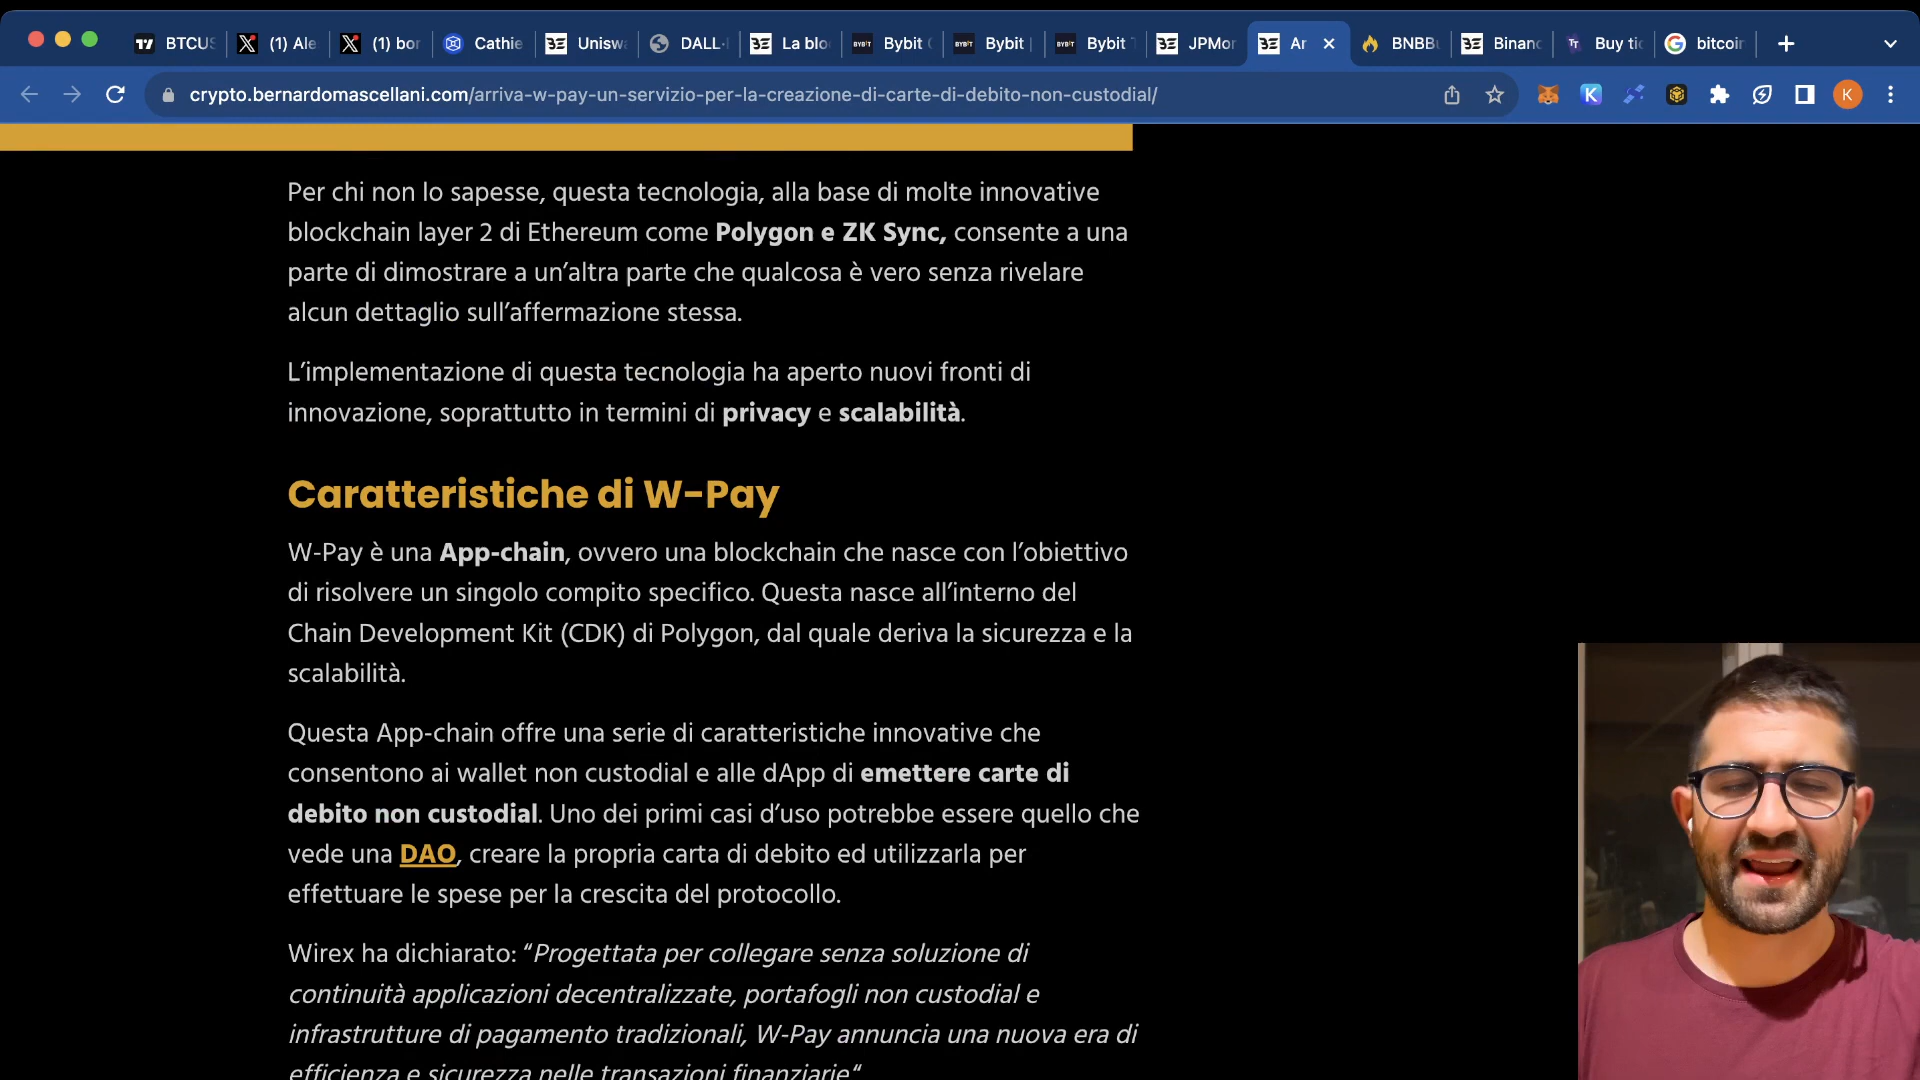 BTCUS
(1) Ale
(1) bor
Cathie
Unisw
DALL·
La blo
Bybit
Bybit
Bybit
JPMor
Ar
BNBB
Binanc
Buy tic
bitcoin
crypto.bernardomascellani.com/arriva-w-pay-un-servizio-per-la-creazione-di-carte-di-debito-non-custodial/
K
K
Per chi non lo sapesse, questa tecnologia, alla base di molte innovative
blockchain layer 2 di Ethereum come Polygon e ZK Sync, consente a una
parte di dimostrare a un’altra parte che qualcosa è vero senza rivelare
alcun dettaglio sull’affermazione stessa.
L’implementazione di questa tecnologia ha aperto nuovi fronti di
innovazione, soprattutto in termini di privacy e scalabilità.
Caratteristiche di W-Pay
W-Pay è una App-chain, ovvero una blockchain che nasce con l’obiettivo
di risolvere un singolo compito specifico. Questa nasce all’interno del
Chain Development Kit (CDK) di Polygon, dal quale deriva la sicurezza e la
scalabilità.
Questa App-chain offre una serie di caratteristiche innovative che
consentono ai wallet non custodial e alle dApp di emettere carte di
debito non custodial. Uno dei primi casi d’uso potrebbe essere quello che
vede una DAO, creare la propria carta di debito ed utilizzarla per
effettuare le spese per la crescita del protocollo.
Wirex ha dichiarato: “Progettata per collegare senza soluzione di
continuità applicazioni decentralizzate, portafogli non custodial e
infrastrutture di pagamento tradizionali, W-Pay annuncia una nuova era di
efficienza e sicurezza nelle transazioni finanziarie“